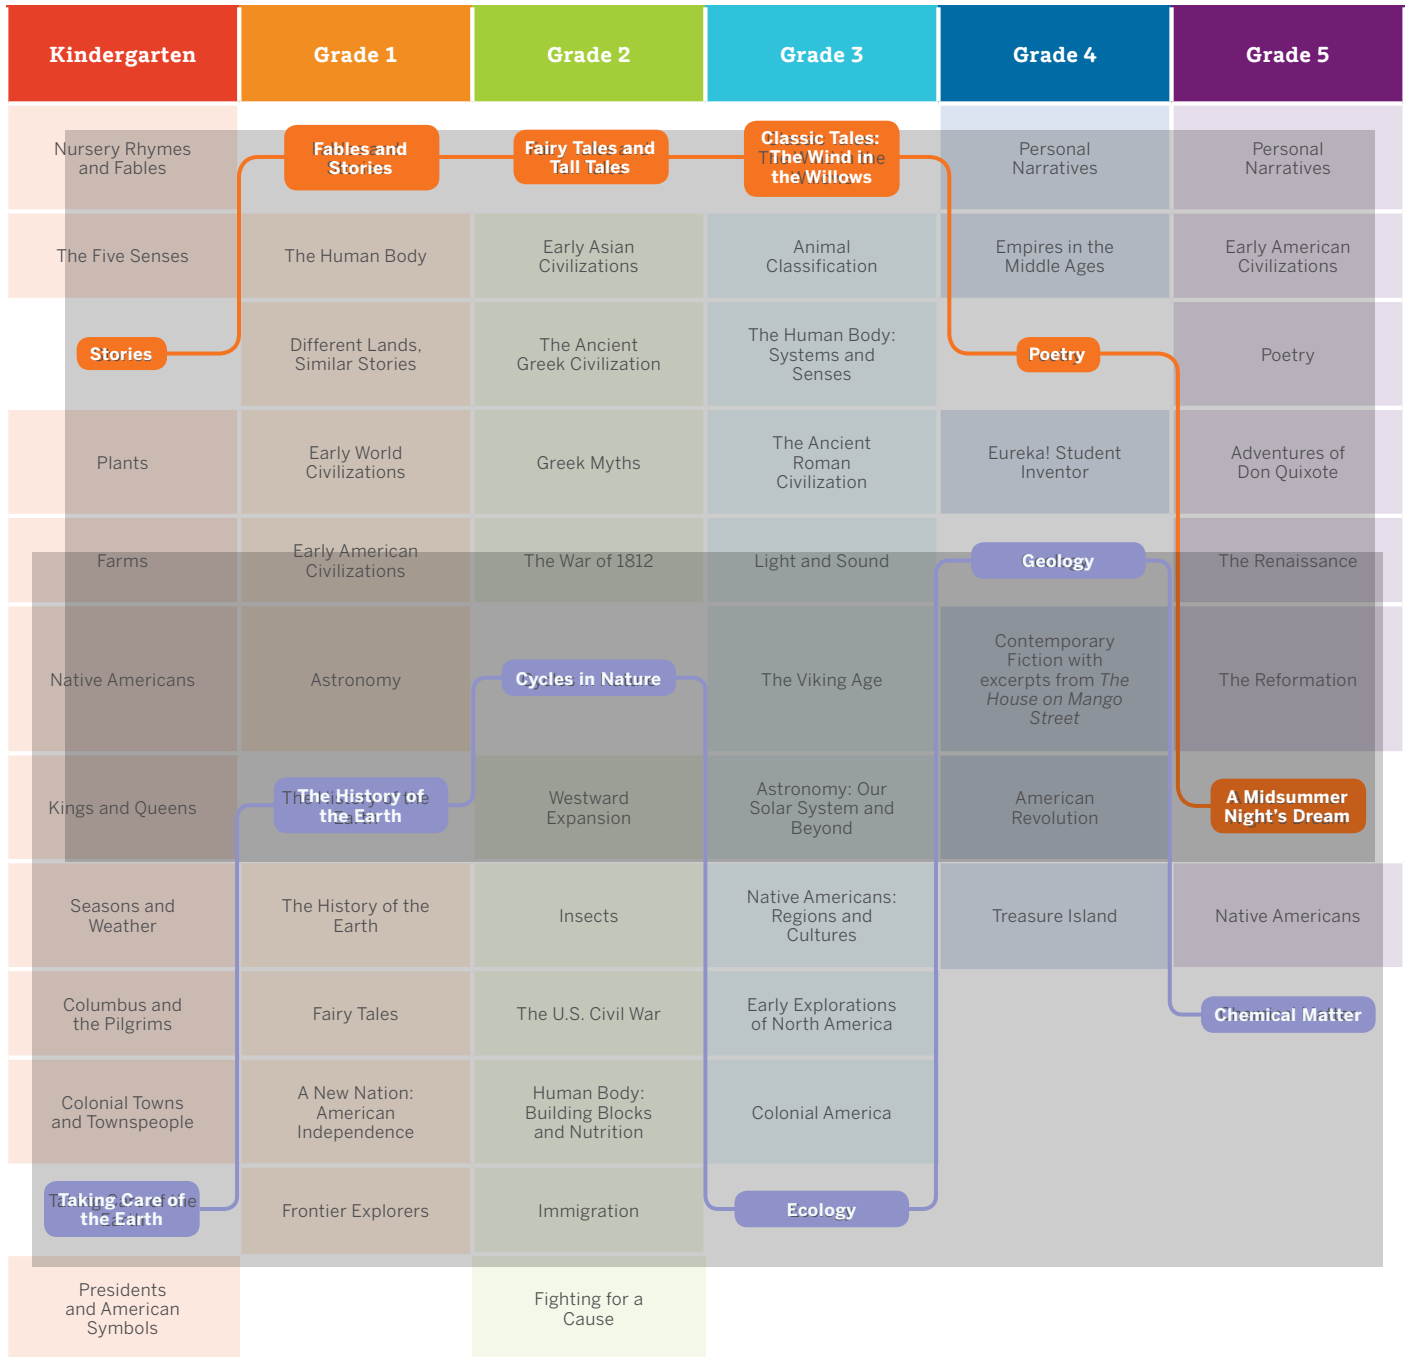 Kindergarten
Grade 1
Grade 2
Grade 3
Grade 4
Grade 5
Nursery Rhymes
and Fables
Fables and
Stories
Fairy Tales and
Tall Tales
Classic Tales:
The Wind in
the Willows
Personal
Narratives
Personal
Narratives
The Five Senses
The Human Body
Early Asian
Civilizations
Animal
Classification
Empires in the
Middle Ages
Early American
Civilizations
Stories
Different Lands,
Similar Stories
The Ancient
Greek Civilization
The Human Body:
Systems and
Senses
Poetry
Poetry
Plants
Early World
Civilizations
Greek Myths
The Ancient
Roman
Civilization
Eureka! Student
Inventor
Adventures of
Don Quixote
Farms
Early American
Civilizations
The War of 1812
Light and Sound
Geology
The Renaissance
Native Americans
Astronomy
Cycles in Nature
The Viking Age
Contemporary
Fiction with
excerpts from The
House on Mango
Street
The Reformation
Kings and Queens
The History of
the Earth
Westward
Expansion
Astronomy: Our
Solar System and
Beyond
American
Revolution
A Midsummer
Night's Dream
Seasons and
Weather
The History of the
Earth
Insects
Native Americans:
Regions and
Cultures
Treasure Island
Native Americans
Columbus and
the Pilgrims
Fairy Tales
The U.S. Civil War
Early Explorations
of North America
Chemical Matter
Colonial Towns
and Townspeople
A New Nation:
American
Independence
Human Body:
Building Blocks
and Nutrition
Colonial America
Taking Care of
the Earth
Frontier Explorers
Immigration
Ecology
Presidents
and American
Symbols
Fighting for a
Cause